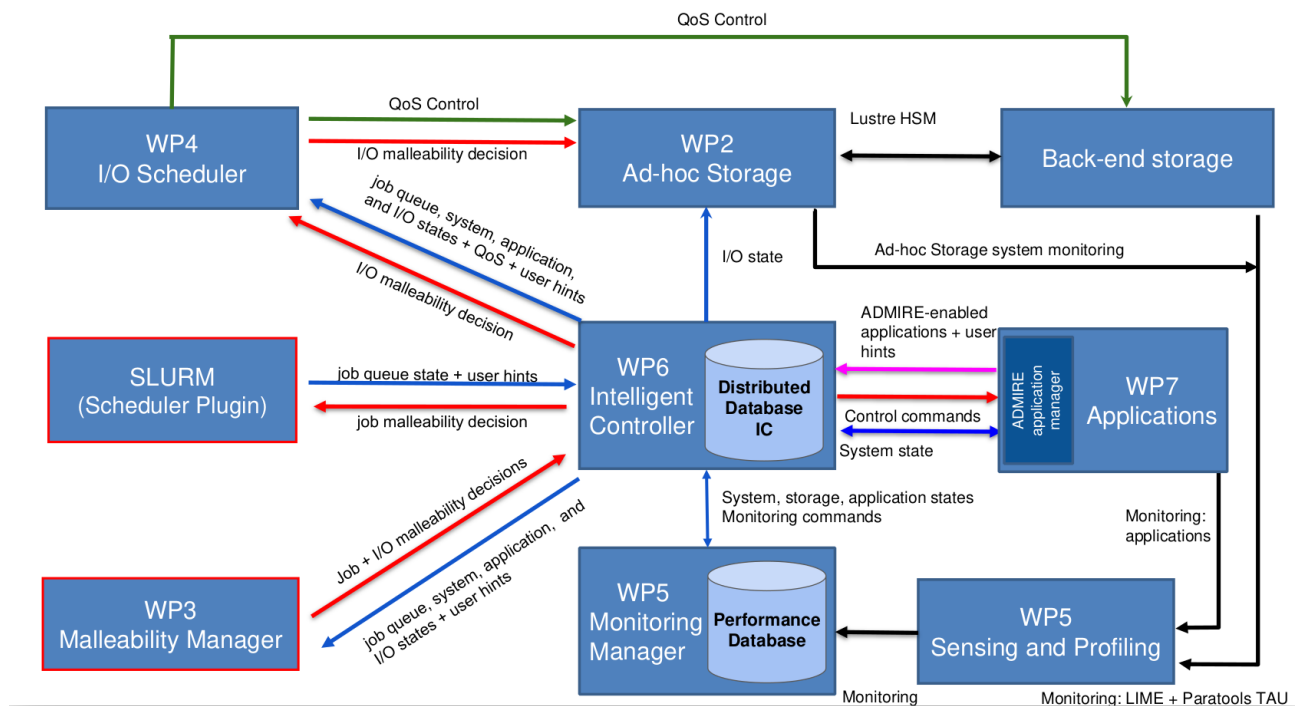 QoS Control
WP4
I/O Scheduler
QoS Control
I/O malleability decision
WP2
Ad-hoc Storage
Lustre HSM
Back-end storage
job queue, system, application,
and I/O states + QoS + user hints
I/O malleability decision
I/O state
Ad-hoc Storage system monitoring
SLURM
(Scheduler Plugin)
job queue state + user hints
job malleability decision
WP6
Intelligent
Controller
Distributed
Database
IC
ADMIRE-enabled
applications + user
hints
Control commands
System state
ADMIRE
application
manager
WP7
Applications
Job + I/O malleability decisions
job queue, system, application, and
I/O states + user hints
System, storage, application states
Monitoring commands
Monitoring:
applications
WP3
Malleability Manager
WP5
Monitoring
Manager
Performance
Database
WP5
Sensing and Profiling
Monitoring
Monitoring: LIME + Paratools TAU